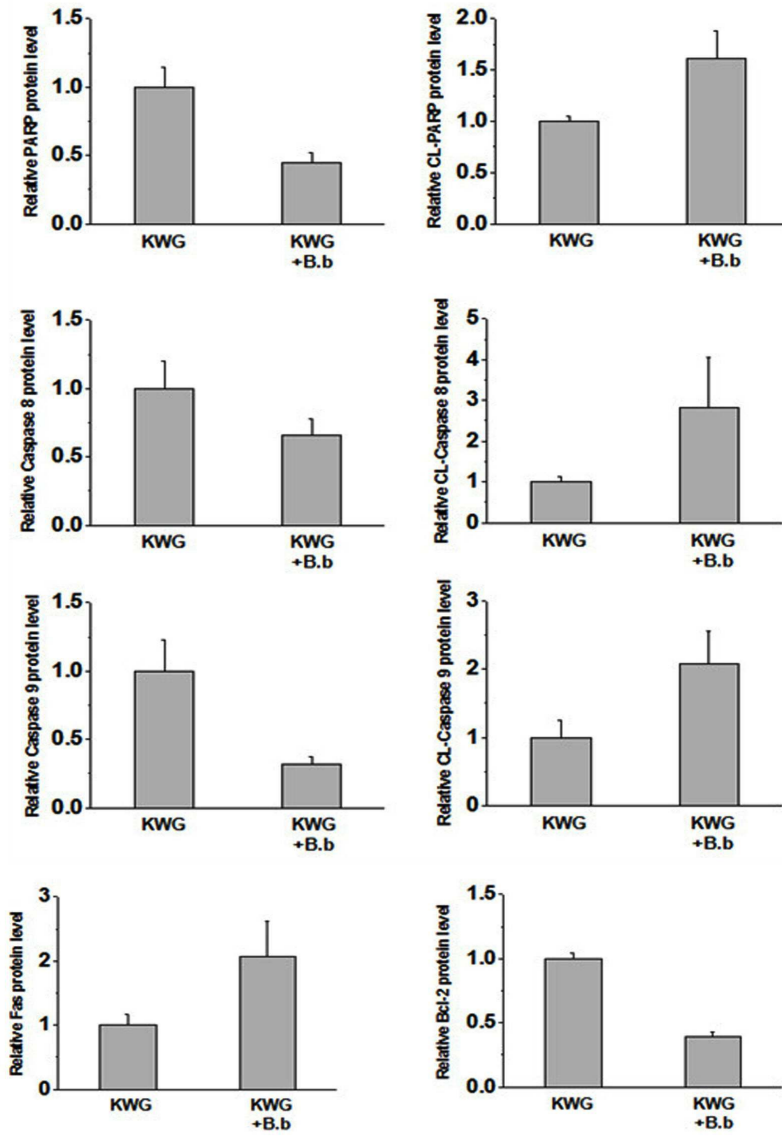 Relative PARP protein level
1.5
1.0
0.5
0.0
KWG
KWG
+B.b
Relative CL-PARP protein level
2.0
1.5
1.0
0.5
0.0
KWG
KWG
+B.b
Relative Caspase 8 protein level
1.5
1.0
0.5
0.0
KWG
KWG
+B.b
Relative CL-Caspase 8 protein level
5
4
3
2
1
0
KWG
KWG
+B.b
Relative Caspase 9 protein level
1.5
1.0
0.5
0.0
KWG
KWG
+B.b
Relative CL-Caspase 9 protein level
3
2
1
0
KWG
KWG
+B.b
Relative Fas protein level
3
2
1
0
KWG
KWG
+B.b
Relative Bcl-2 protein level
1.5
1.0
0.5
0.0
KWG
KWG
+B.b